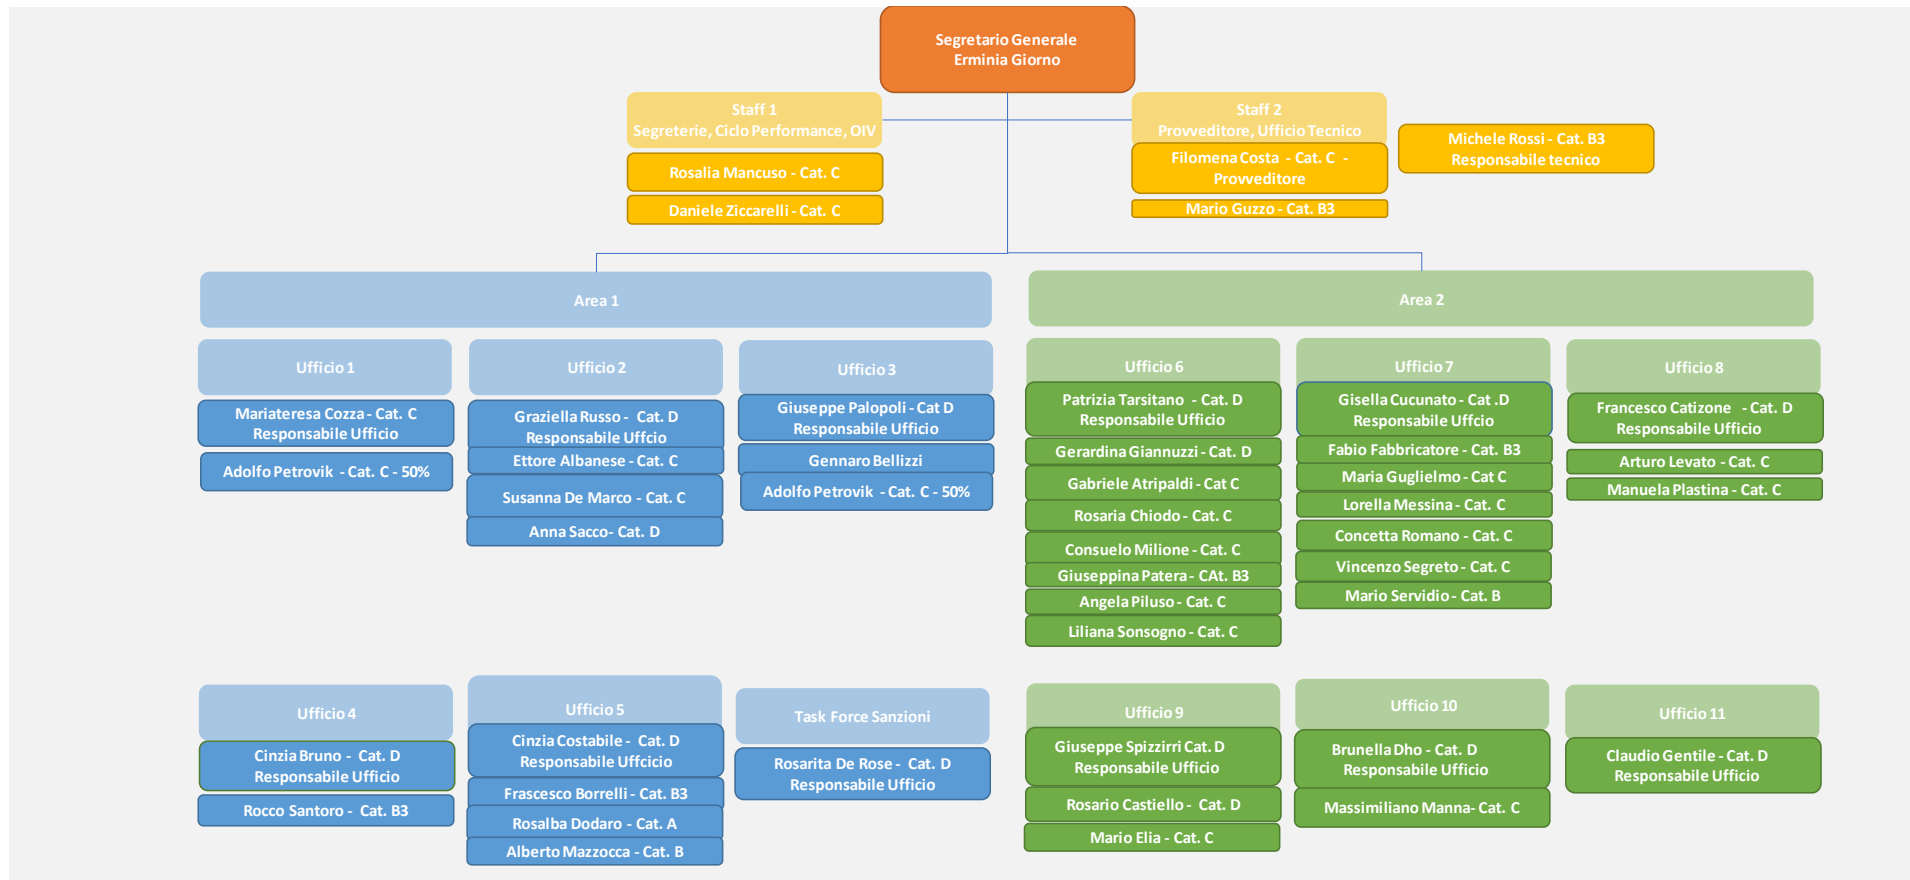 Segretario Generale
Erminia Giorno
Staff 1
Segreterie, Ciclo Performance, OIV
Rosalia Mancuso - Cat. C
Daniele Ziccarelli - Cat. C
Staff 2
Provveditore, Ufficio Tecnico
Filomena Costa - Cat. C -
Provveditore
Mario Guzzo - Cat. B3
Michele Rossi - Cat. B3
Responsabile tecnico
Area 1
Ufficio 1
Mariateresa Cozza - Cat. C
Responsabile Ufficio
Adolfo Petrovik - Cat. C - 50%
Ufficio 2
Graziella Russo - Cat. D
Responsabile Uffcio
Ettore Albanese - Cat. C
Susanna De Marco - Cat. C
Anna Sacco- Cat. D
Ufficio 3
Giuseppe Palopoli - Cat D
Responsabile Ufficio
Gennaro Bellizzi
Adolfo Petrovik - Cat. C - 50%
Ufficio 4
Cinzia Bruno - Cat. D
Responsabile Ufficio
Rocco Santoro - Cat. B3
Ufficio 5
Cinzia Costabile - Cat. D
Responsabile Uffcicio
Frascesco Borrelli - Cat. B3
Rosalba Dodaro - Cat. A
Alberto Mazzocca - Cat. B
Task Force Sanzioni
Rosarita De Rose - Cat. D
Responsabile Ufficio
Area 2
Ufficio 6
Patrizia Tarsitano - Cat. D
Responsabile Ufficio
Gerardina Giannuzzi - Cat. D
Gabriele Atripaldi - Cat C
Rosaria Chiodo - Cat. C
Consuelo Milione - Cat. C
Giuseppina Patera - CAt. B3
Angela Piluso - Cat. C
Liliana Sonsogno - Cat. C
Ufficio 7
Gisella Cucunato - Cat .D
Responsabile Uffcio
Fabio Fabbricatore - Cat. B3
Maria Guglielmo - Cat C
Lorella Messina - Cat. C
Concetta Romano - Cat. C
Vincenzo Segreto - Cat. C
Mario Servidio - Cat. B
Ufficio 8
Francesco Catizone - Cat. D
Responsabile Ufficio
Arturo Levato - Cat. C
Manuela Plastina - Cat. C
Ufficio 9
Giuseppe Spizzirri Cat. D
Responsabile Ufficio
Rosario Castiello - Cat. D
Mario Elia - Cat. C
Ufficio 10
Brunella Dho - Cat. D
Responsabile Ufficio
Massimiliano Manna- Cat. C
Ufficio 11
Claudio Gentile - Cat. D
Responsabile Ufficio